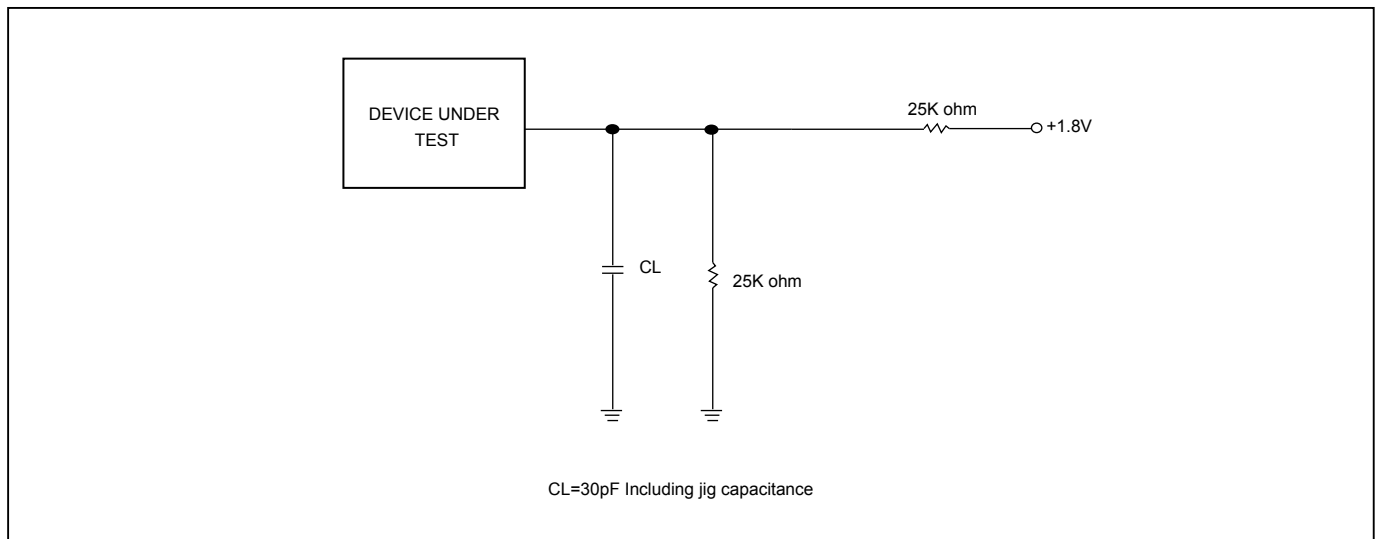 DEVICE UNDER
TEST
25K ohm
+1.8V
CL
25K ohm
CL=30pF Including jig capacitance